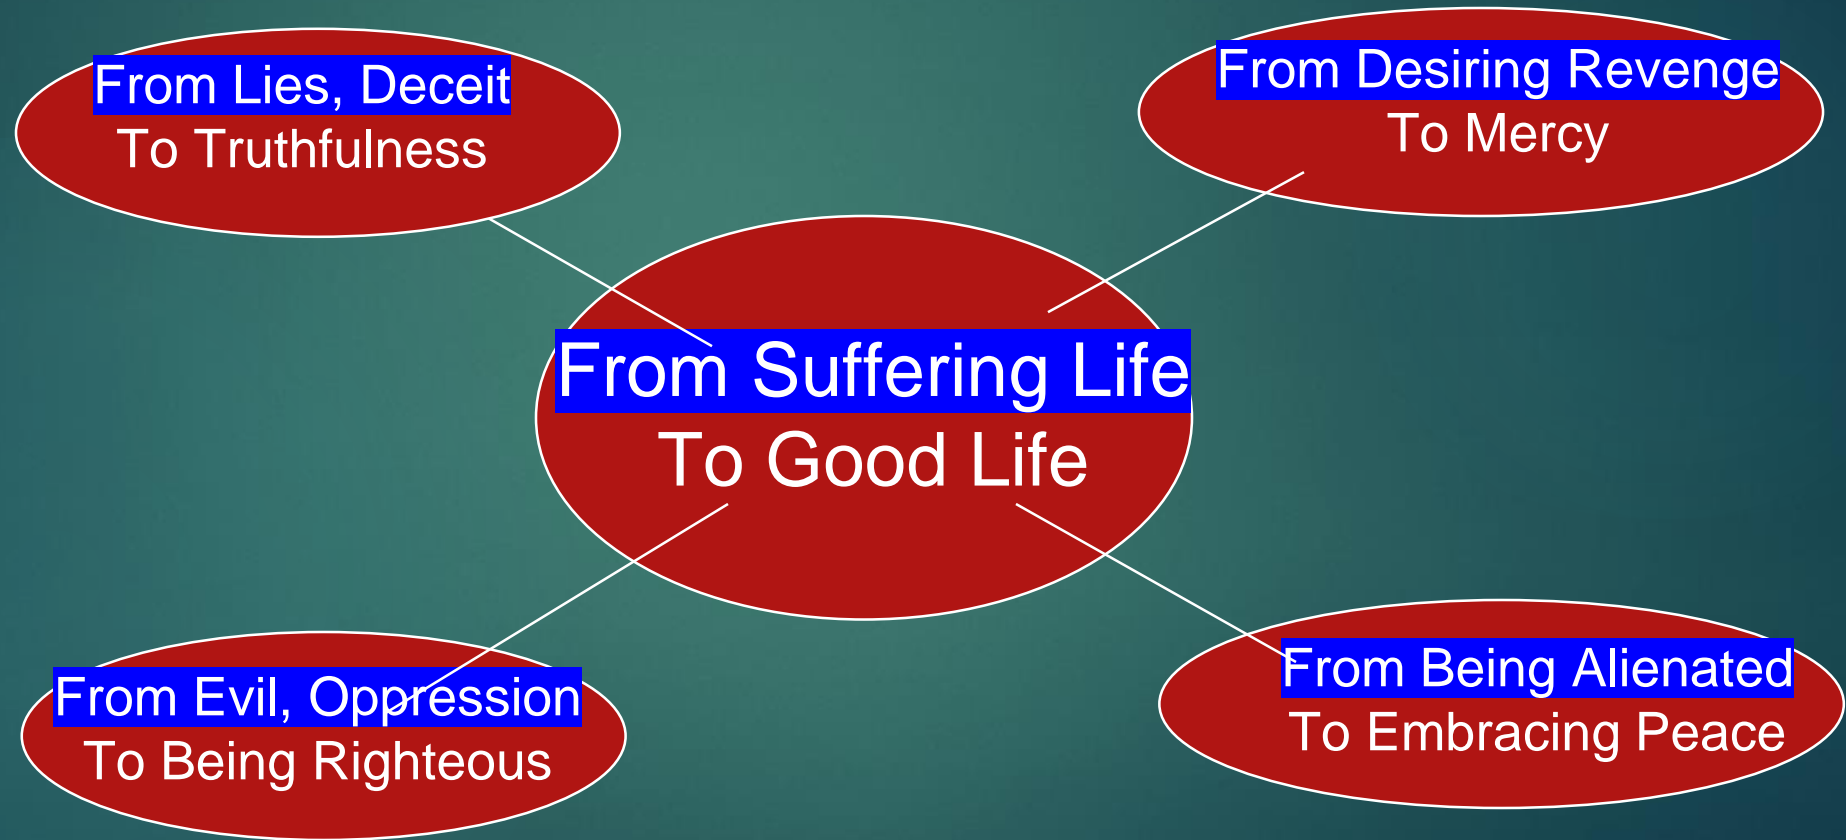 From Lies, Deceit
To Truthfulness
From Desiring Revenge
To Mercy
From Suffering Life
To Good Life
From Evil, Oppression
To Being Righteous
From Being Alienated
To Embracing Peace